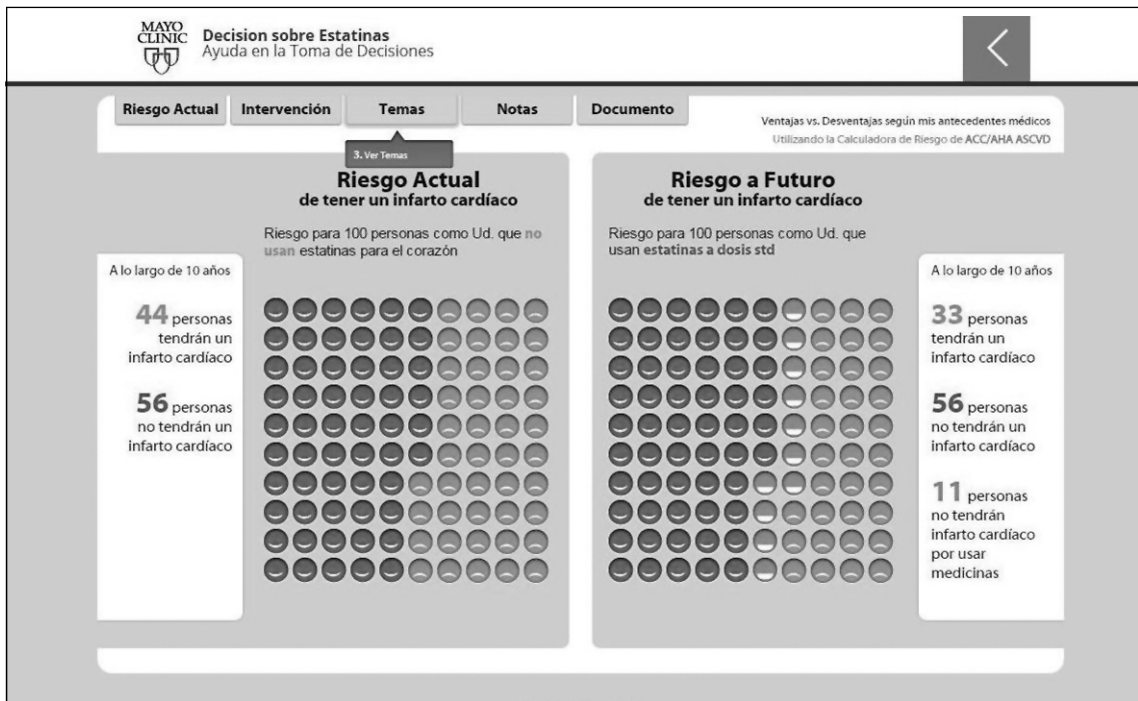 MAYO
CLINIC
Decision sobre Estatinas
Ayuda en la Toma de Decisiones
Riesgo Actual
Intervención
Temas
Notas
Documento
Ventajas vs. Desventajas según mis antecedentes médicos
Utilizando la Calculadora de Riesgo de ACC/AHA ASCVD
3. Ver Temas
Riesgo Actual
de tener un infarto cardíaco
Riesgo para 100 personas como Ud. que no
usan estatinas para el corazón
A lo largo de 10 años
44 personas
tendrán un
infarto cardíaco
56 personas
no tendrán un
infarto cardíaco
Riesgo a Futuro
de tener un infarto cardíaco
Riesgo para 100 personas como Ud. que
usan estatinas a dosis std
A lo largo de 10 años
33 personas
tendrán un
infarto cardíaco
56 personas
no tendrán un
infarto cardíaco
11 personas
no tendrán
infarto cardíaco
por usar
medicinas